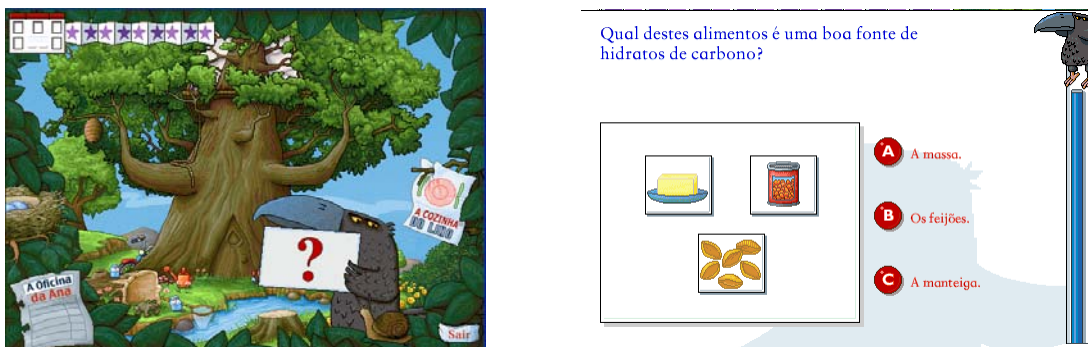 A COZINHA
DO LINO
?
A Oficina
da Ana
Sair
Qual destes alimentos é uma boa fonte de
hidratos de carbono?
A A massa.
B Os feijões.
C A manteiga.